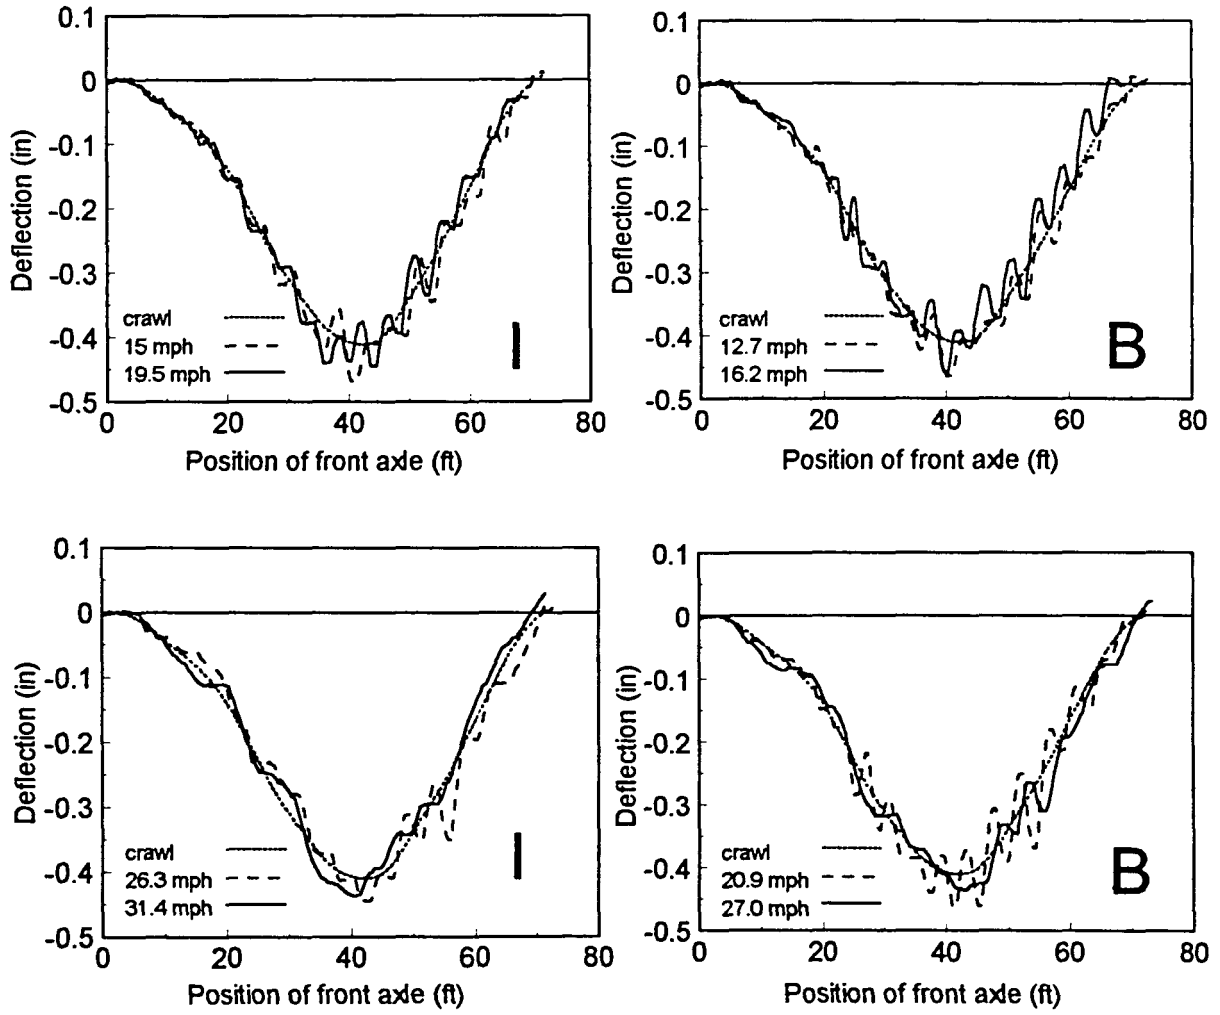 0.1
0
-0.1
-0.2
-0.3
-0.4
-0.5
Deflection (in)
crawl
15 mph
19.5 mph
I
0 20 40 60 80
Position of front axle (ft)
0.1
0
-0.1
-0.2
-0.3
-0.4
-0.5
Deflection (in)
crawl
12.7 mph
16.2 mph
B
0 20 40 60 80
Position of front axle (ft)
0.1
0
-0.1
-0.2
-0.3
-0.4
-0.5
Deflection (in)
crawl
26.3 mph
31.4 mph
I
0 20 40 60 80
Position of front axle (ft)
0.1
0
-0.1
-0.2
-0.3
-0.4
-0.5
Deflection (in)
crawl
20.9 mph
27.0 mph
B
0 20 40 60 80
Position of front axle (ft)